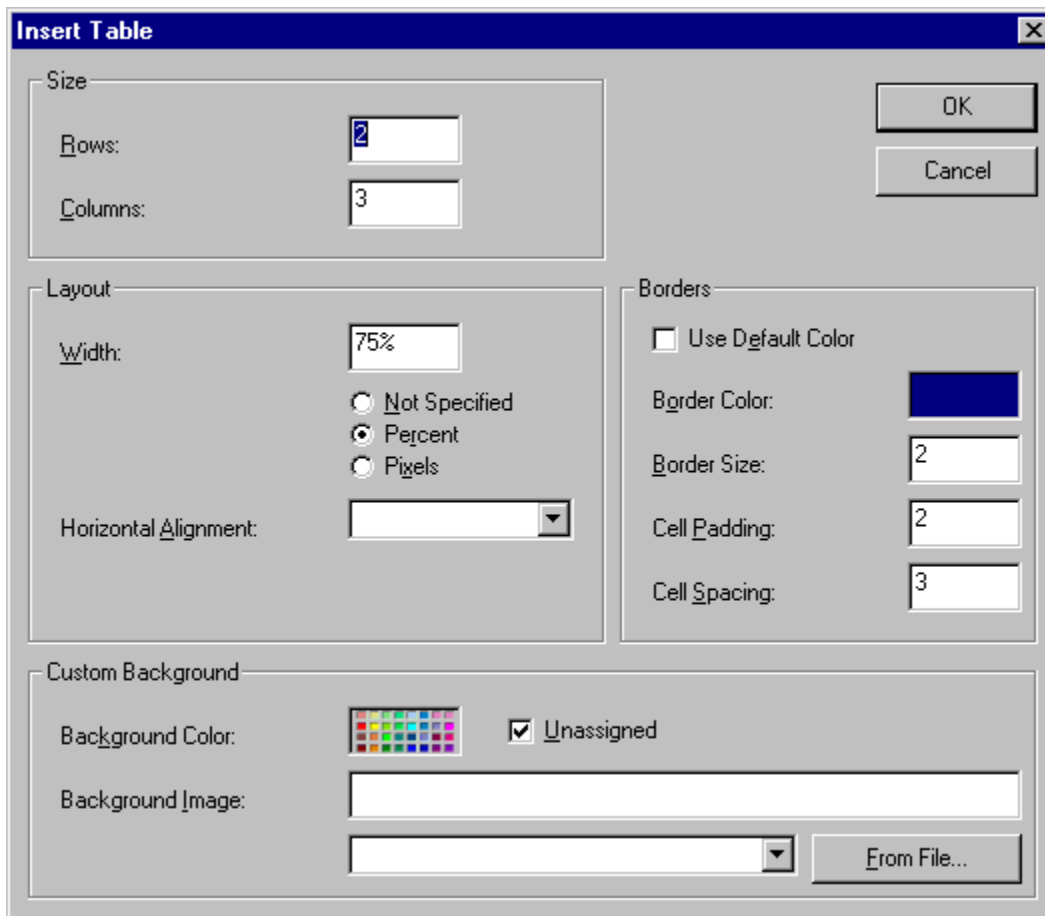 Insert Table
Size
Rows: 2
Columns: 3
OK
Cancel
Layout
Width: 75%
Not Specified
Percent
Pixels
Horizontal Alignment:
Borders
Use Default Color
Border Color:
Border Size: 2
Cell Padding: 2
Cell Spacing: 3
Custom Background
Background Color: Unassigned
Background Image:
From File...